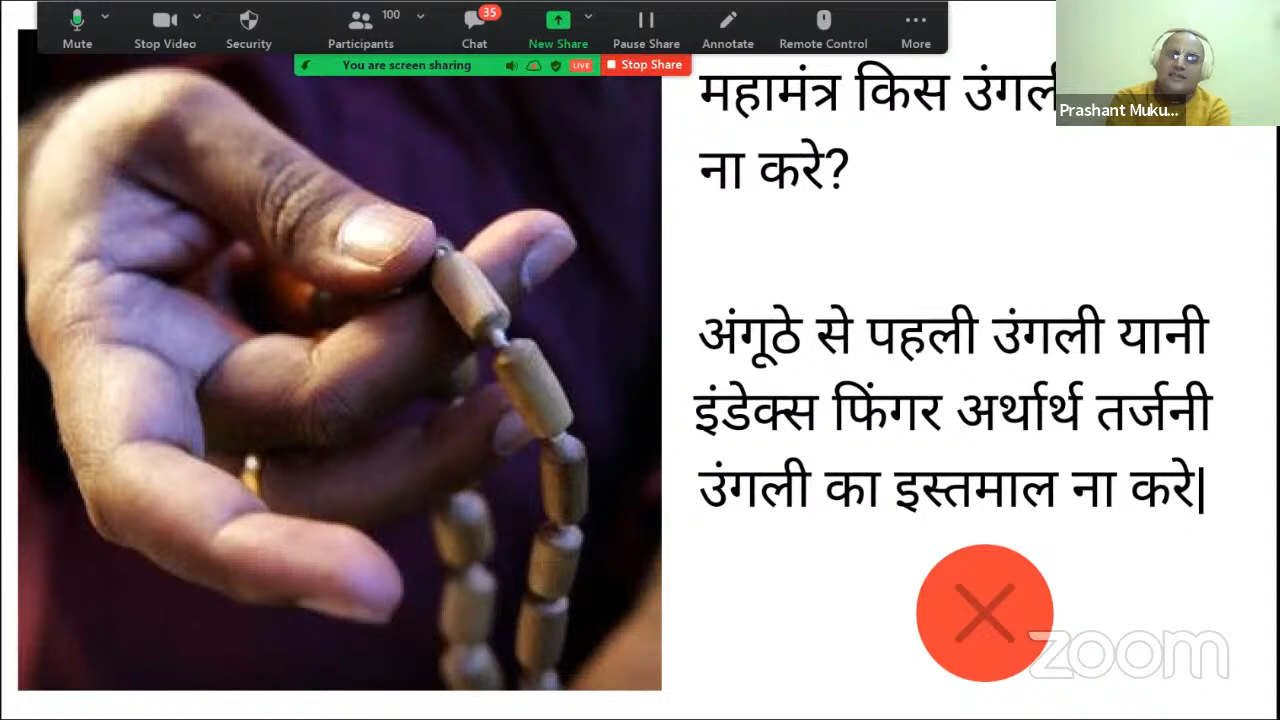 100
35
Mute
Stop Video
Security
Participants
Chat
New Share
Pause Share
Annotate
Remote Control
More
You are screen sharing
LIVE
Stop Share
Prashant Muku...
महामंत्र किस
ना करे?
अंगूठे से पहली उंगली यानी
इंडेक्स फिंगर अर्थार्थ तर्जनी
उंगली का इस्तमाल ना करे|
zoom